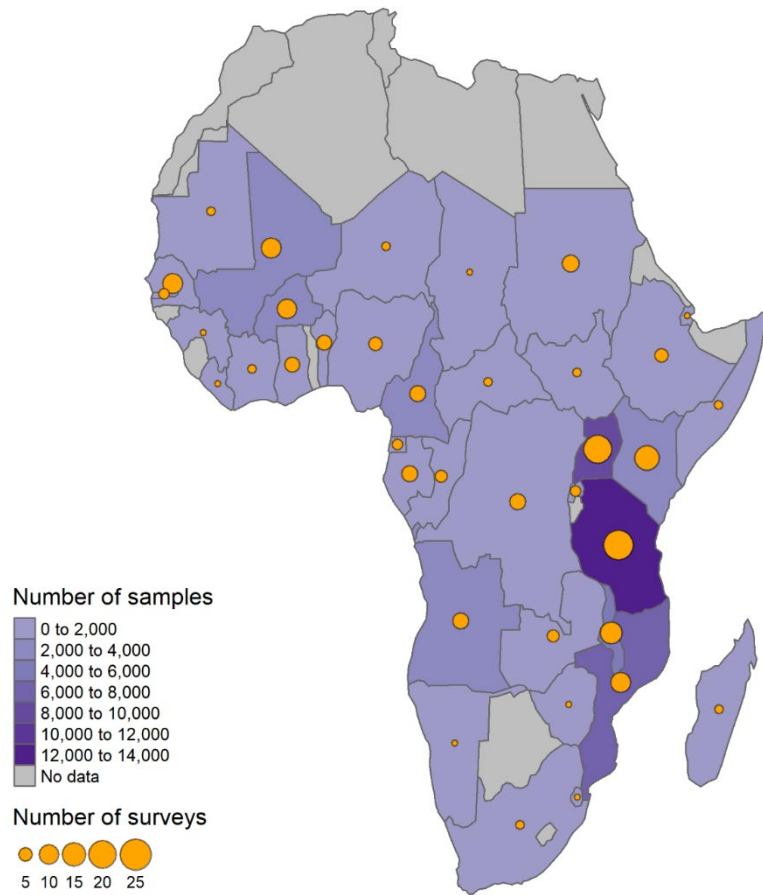 Number of samples
0 to 2,000
2,000 to 4,000
4,000 to 6,000
6,000 to 8,000
8,000 to 10,000
10,000 to 12,000
12,000 to 14,000
No data
Number of surveys
5 10 15 20 25